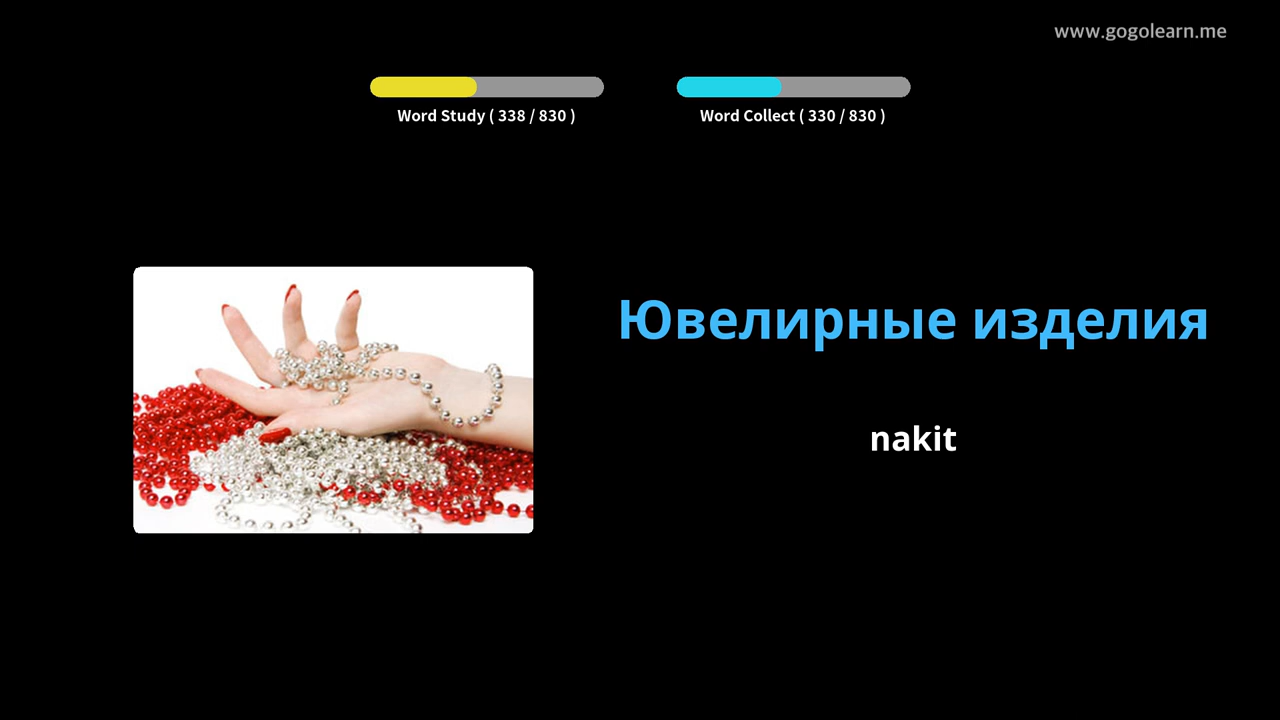 www.gogolearn.me
Word Study ( 338 / 830 )
Word Collect ( 330 / 830 )
Ювелирные изделия
nakit